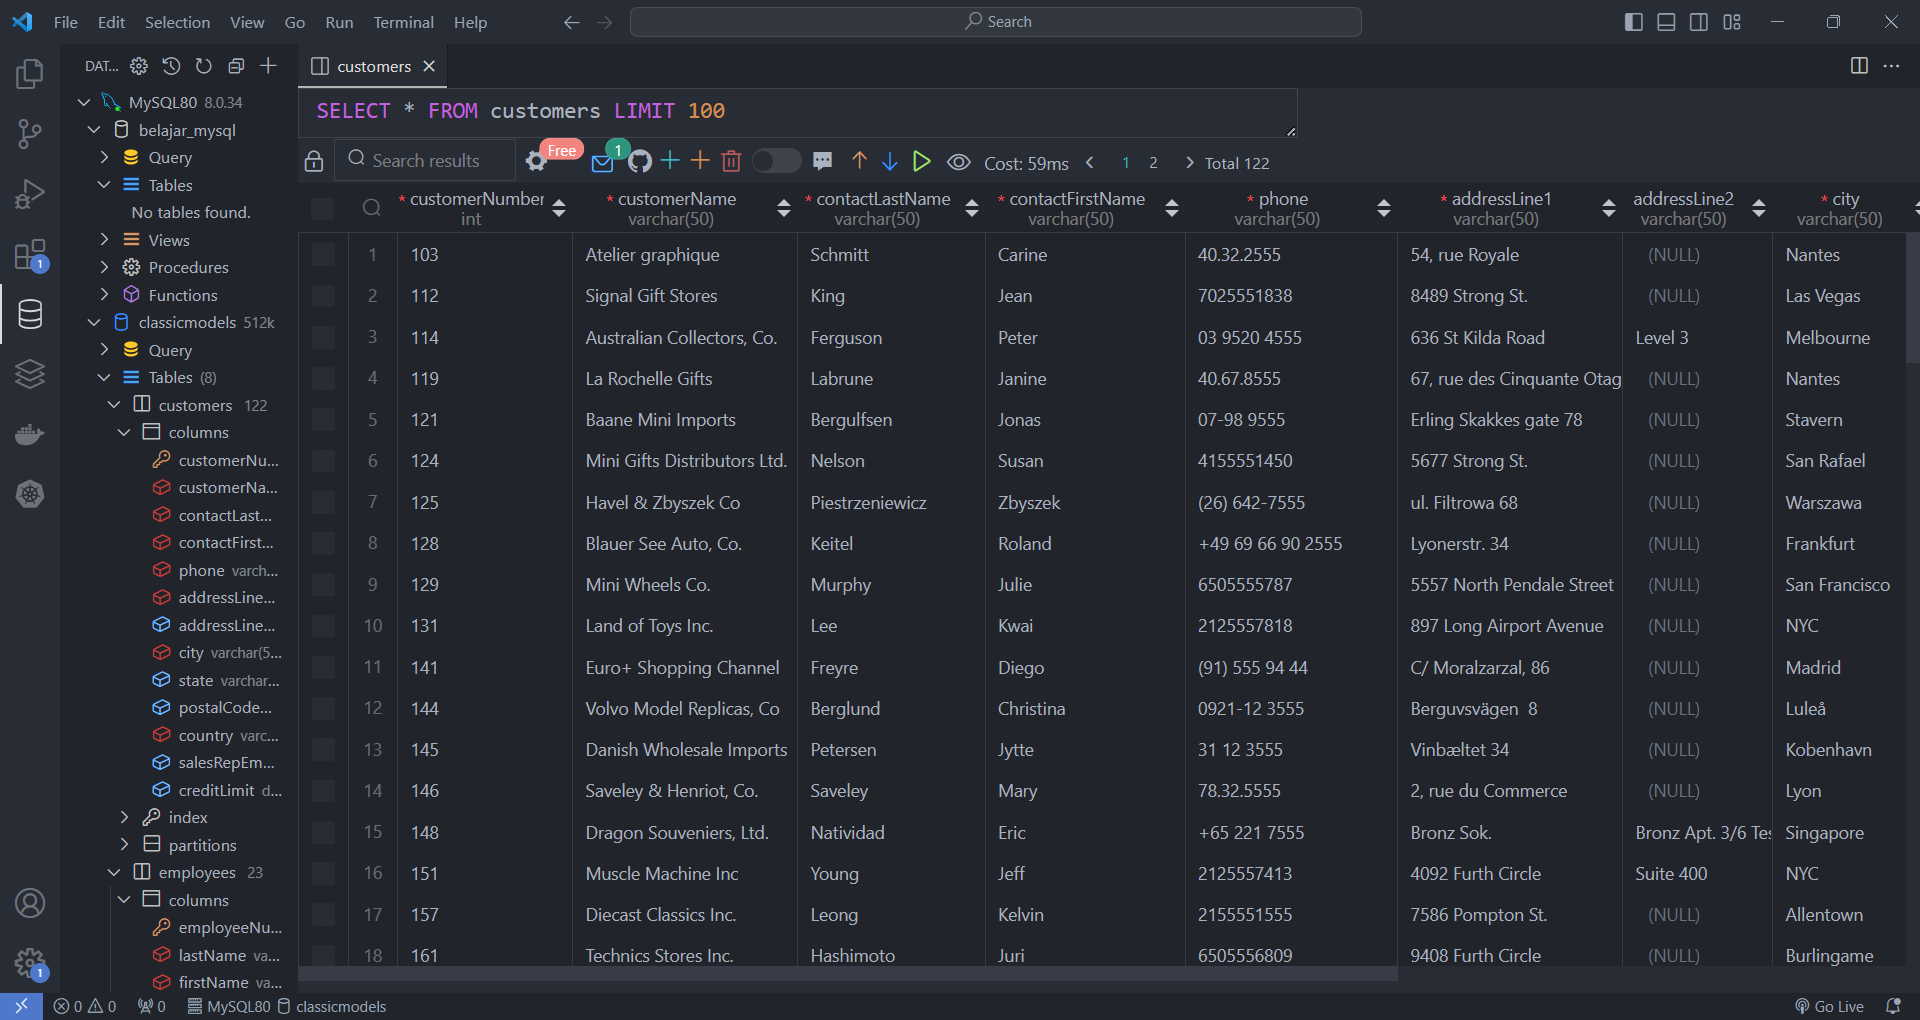 File Edit Selection View Go Run Terminal Help
Search
DAT...
customers
MySQL80 8.0.34
belajar_mysql
Query
Tables
No tables found.
Views
Procedures
Functions
classicmodels 512k
Query
Tables (8)
customers 122
columns
customerNu...
customerNa...
contactLast...
contactFirst...
phone varch...
addressLine...
addressLine...
city varchar(5...
state varchar...
postalCode...
country varc...
salesRepEm...
creditLimit d...
index
partitions
employees 23
columns
employeeNu...
lastName va...
firstName va...
SELECT * FROM customers LIMIT 100
Search results Free 1 Cost: 59ms 1 2 Total 122
* customerNumber * customerName * contactLastName * contactFirstName * phone * addressLine1 addressLine2 * city
int varchar(50) varchar(50) varchar(50) varchar(50) varchar(50) varchar(50) varchar(50)
1 103 Atelier graphique Schmitt Carine 40.32.2555 54, rue Royale (NULL) Nantes
2 112 Signal Gift Stores King Jean 7025551838 8489 Strong St. (NULL) Las Vegas
3 114 Australian Collectors, Co. Ferguson Peter 03 9520 4555 636 St Kilda Road Level 3 Melbourne
4 119 La Rochelle Gifts Labrune Janine 40.67.8555 67, rue des Cinquante Otag (NULL) Nantes
5 121 Baane Mini Imports Bergulfsen Jonas 07-98 9555 Erling Skakkes gate 78 (NULL) Stavern
6 124 Mini Gifts Distributors Ltd. Nelson Susan 4155551450 5677 Strong St. (NULL) San Rafael
7 125 Havel & Zbyszek Co Piestrzeniewicz Zbyszek (26) 642-7555 ul. Filtrowa 68 (NULL) Warszawa
8 128 Blauer See Auto, Co. Keitel Roland +49 69 66 90 2555 Lyonerstr. 34 (NULL) Frankfurt
9 129 Mini Wheels Co. Murphy Julie 6505555787 5557 North Pendale Street (NULL) San Francisco
10 131 Land of Toys Inc. Lee Kwai 2125557818 897 Long Airport Avenue (NULL) NYC
11 141 Euro+ Shopping Channel Freyre Diego (91) 555 94 44 C/ Moralzarzal, 86 (NULL) Madrid
12 144 Volvo Model Replicas, Co Berglund Christina 0921-12 3555 Berguvsvägen 8 (NULL) Luleå
13 145 Danish Wholesale Imports Petersen Jytte 31 12 3555 Vinbæltet 34 (NULL) Kobenhavn
14 146 Saveley & Henriot, Co. Saveley Mary 78.32.5555 2, rue du Commerce (NULL) Lyon
15 148 Dragon Souveniers, Ltd. Natividad Eric +65 221 7555 Bronz Sok. Bronz Apt. 3/6 Tes Singapore
16 151 Muscle Machine Inc Young Jeff 2125557413 4092 Furth Circle Suite 400 NYC
17 157 Diecast Classics Inc. Leong Kelvin 2155551555 7586 Pompton St. (NULL) Allentown
18 161 Technics Stores Inc. Hashimoto Juri 6505556809 9408 Furth Circle (NULL) Burlingame
1
1
0 0 0 MySQL80 classicmodels Go Live